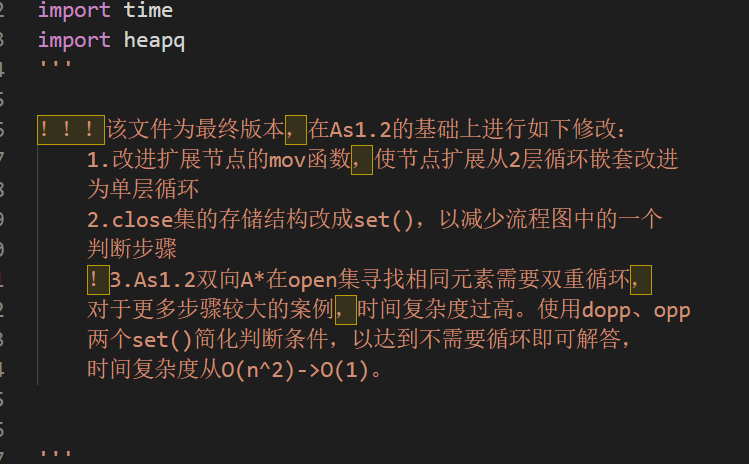 2 import time
3 import heapq
4 '''
5
6 ！！！该文件为最终版本，在As1.2的基础上进行如下修改：
7 1.改进扩展节点的mov函数，使节点扩展从2层循环嵌套改进
8 为单层循环
9 2.close集的存储结构改成set()，以减少流程图中的一个
0 判断步骤
1 ！3.As1.2双向A*在open集寻找相同元素需要双重循环，
2 对于更多步骤较大的案例，时间复杂度过高。使用dopp、opp
3 两个set()简化判断条件，以达到不需要循环即可解答，
4 时间复杂度从O(n^2)->O(1)。
5
6
7 '''